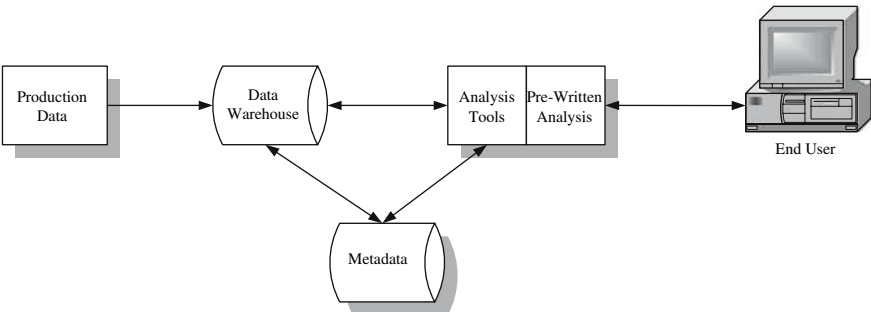 Production
Data
Data
Warehouse
Analysis
Tools
Pre-Written
Analysis
End User
Metadata